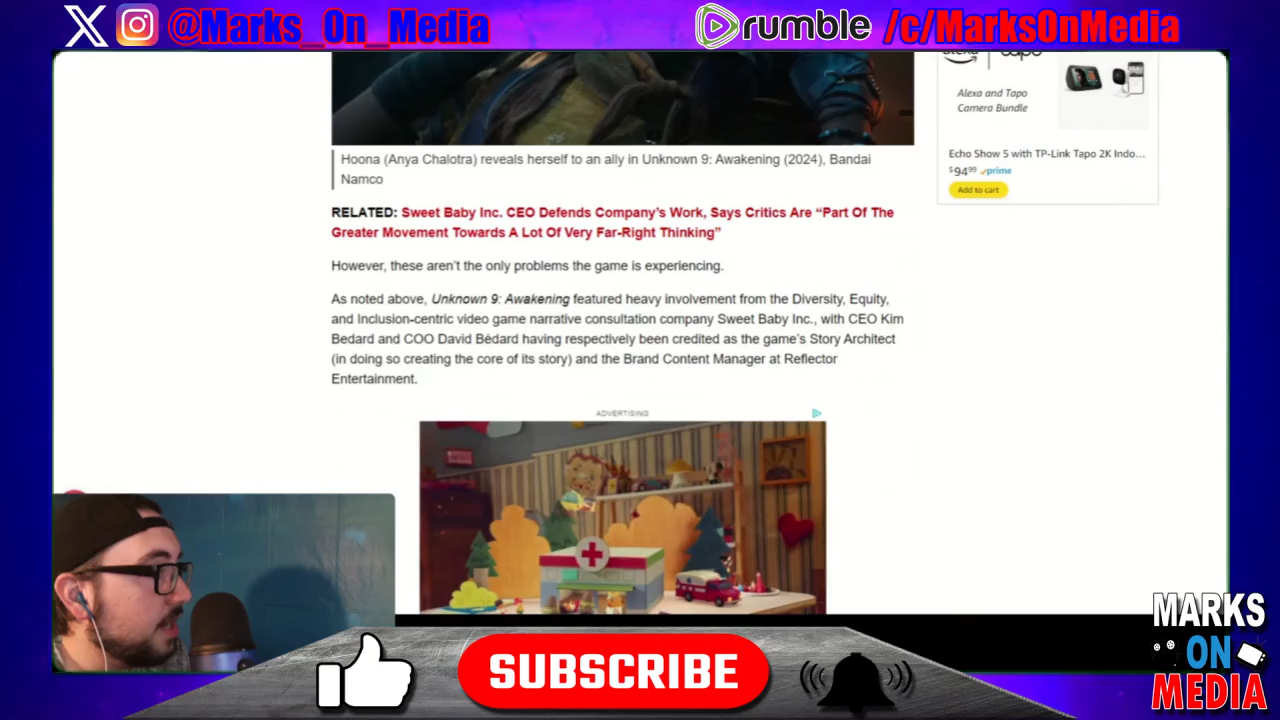 @Marks_On_Media
rumble /c/MarksOnMedia
alexa | tapo
Alexa and Tapo
Camera Bundle
Echo Show 5 with TP-Link Tapo 2K Indo...
$94.99 prime
Add to cart
Hoona (Anya Chalotra) reveals herself to an ally in Unknown 9: Awakening (2024), Bandai
Namco
RELATED: Sweet Baby Inc. CEO Defends Company's Work, Says Critics Are “Part Of The
Greater Movement Towards A Lot Of Very Far-Right Thinking”
However, these aren't the only problems the game is experiencing.
As noted above, Unknown 9: Awakening featured heavy involvement from the Diversity, Equity,
and Inclusion-centric video game narrative consultation company Sweet Baby Inc., with CEO Kim
Bedard and COO David Bédard having respectively been credited as the game's Story Architect
(in doing so creating the core of its story) and the Brand Content Manager at Reflector
Entertainment.
ADVERTISING
SUBSCRIBE
MARKS
ON
MEDIA